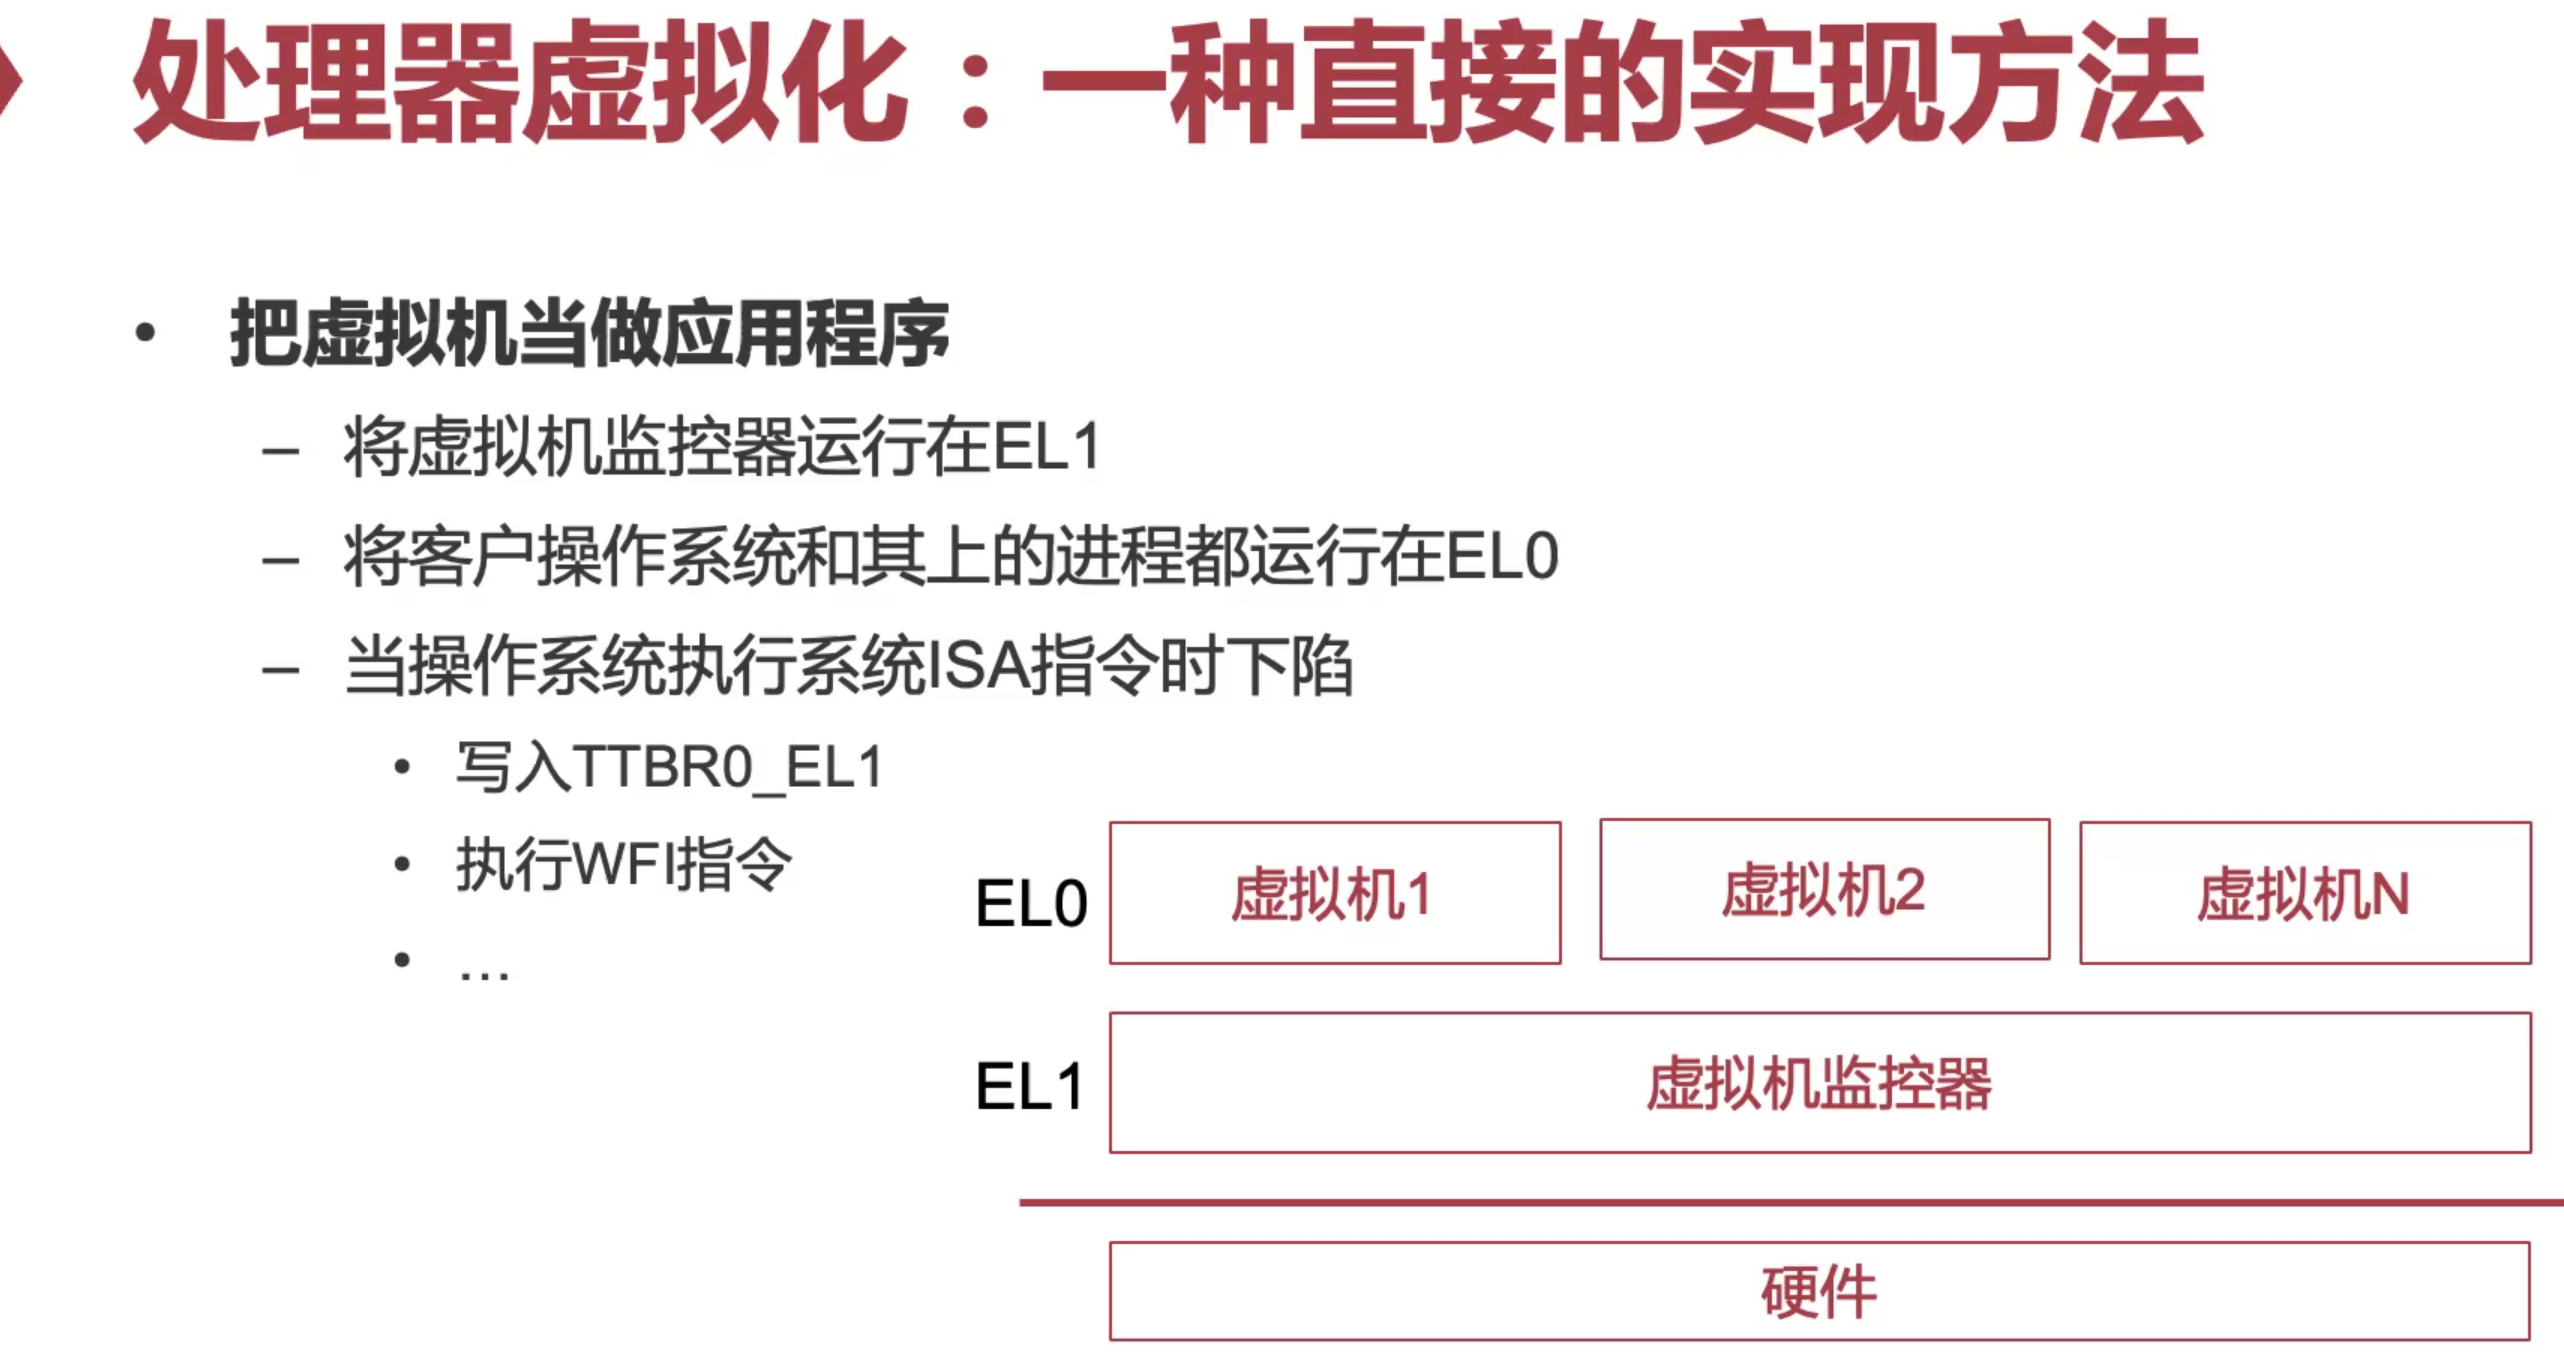 处理器虚拟化：一种直接的实现方法
• 把虚拟机当做应用程序
– 将虚拟机监控器运行在EL1
– 将客户操作系统和其上的进程都运行在EL0
– 当操作系统执行系统ISA指令时下陷
• 写入TTBR0_EL1
• 执行WFI指令
• …
EL0 虚拟机1 虚拟机2 虚拟机N
EL1 虚拟机监控器
硬件